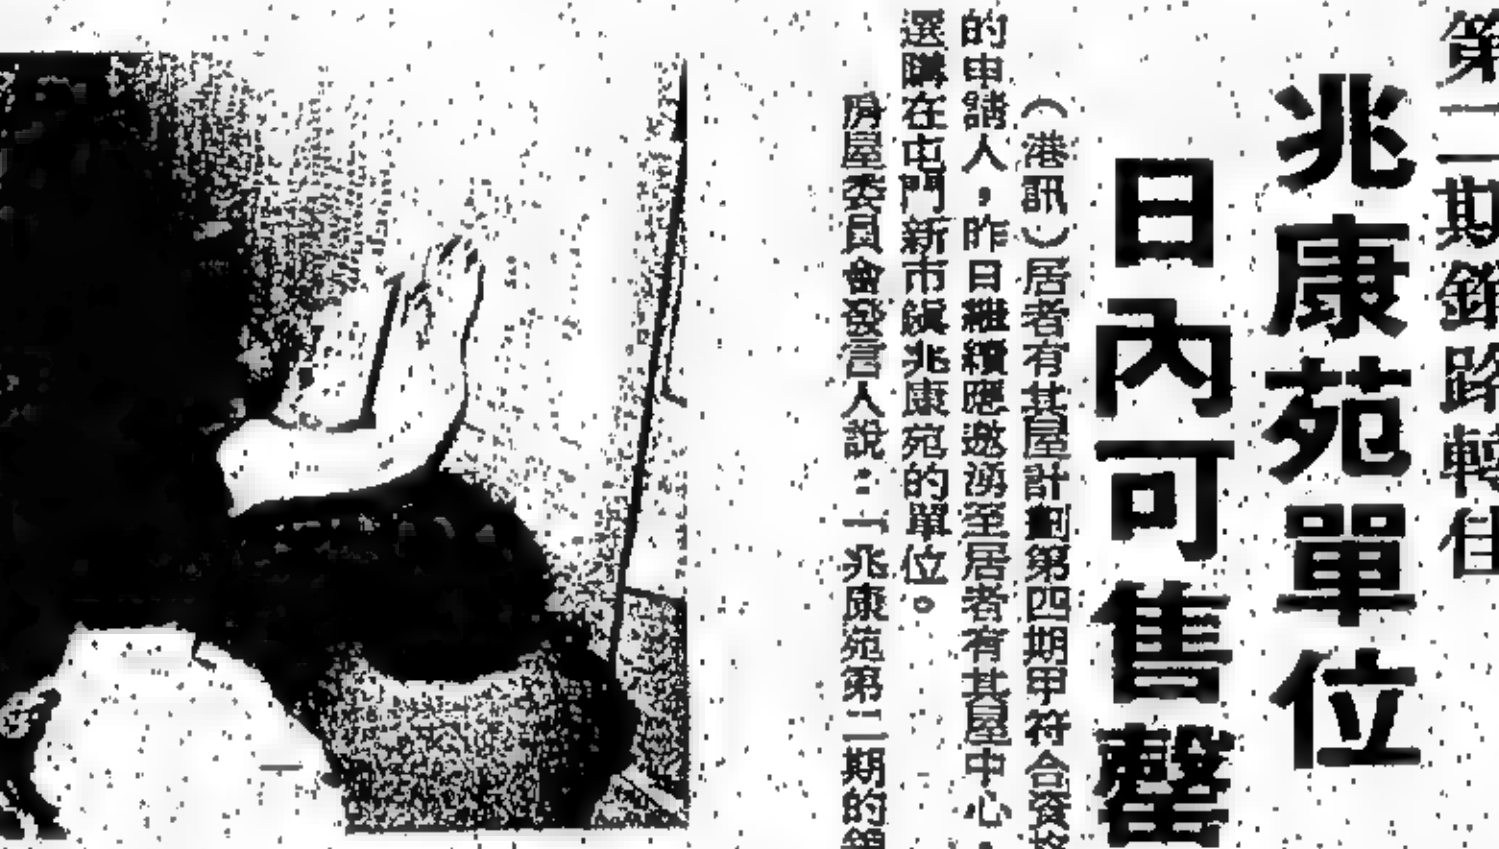 第二期銷路轉佳
兆康苑單位
日內可售罄
（港訊）居者有其屋計劃第四期甲符合資格
的申請人，昨日繼續應邀湧至居者有其屋中心，
選購在屯門新市鎮兆康宛的單位。
房屋委員會發言人說：「兆康苑第二期的銷